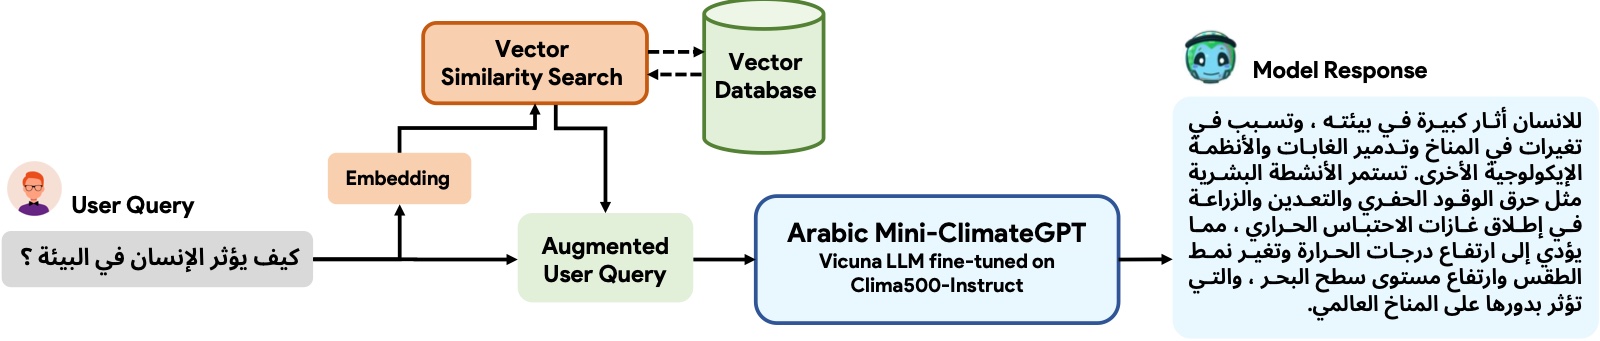 User Query
كيف يؤثر الإنسان في البيئة ؟
Embedding
Vector
Similarity Search
Vector
Database
Augmented
User Query
Arabic Mini-ClimateGPT
Vicuna LLM fine-tuned on
Clima500-Instruct
Model Response
للانسان أثار كبيرة في بيئته ، وتسبب في
تغيرات في المناخ وتدمير الغابات والأنظمة
الإيكولوجية الأخرى. تستمر الأنشطة البشرية
مثل حرق الوقود الحفري والتعدين والزراعة
في إطلاق غازات الاحتباس الحراري ، مما
يؤدي إلى ارتفاع درجات الحرارة وتغير نمط
الطقس وارتفاع مستوى سطح البحر ، والتي
تؤثر بدورها على المناخ العالمي.